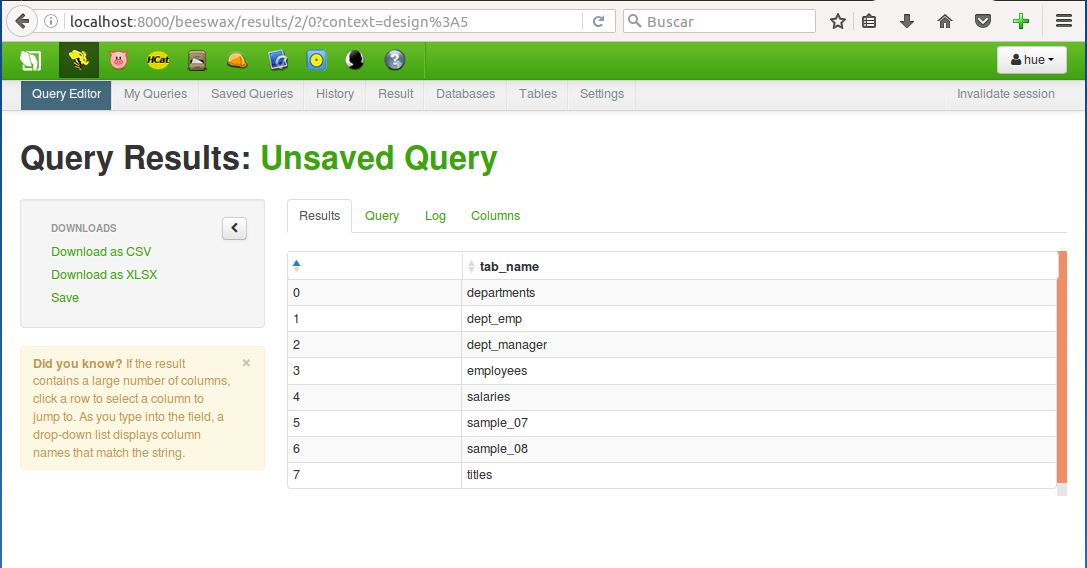 localhost:8000/beeswax/results/2/0?context=design%3A5
Buscar
HCat
hue
Query Editor My Queries Saved Queries History Result Databases Tables Settings Invalidate session
Query Results: Unsaved Query
DOWNLOADS
Download as CSV
Download as XLSX
Save
Did you know? If the result
contains a large number of columns,
click a row to select a column to
jump to. As you type into the field, a
drop-down list displays column
names that match the string.
×
Results Query Log Columns
tab_name
0 departments
1 dept_emp
2 dept_manager
3 employees
4 salaries
5 sample_07
6 sample_08
7 titles